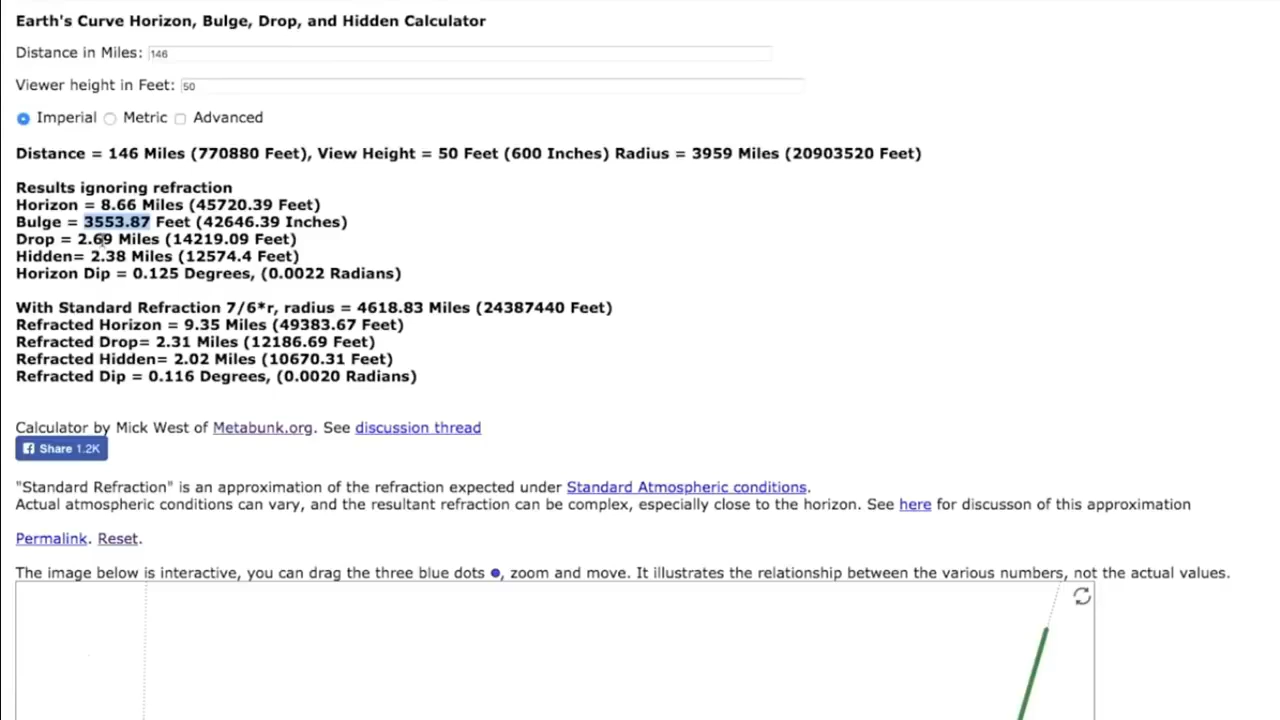 Earth's Curve Horizon, Bulge, Drop, and Hidden Calculator
Distance in Miles: 146
Viewer height in Feet: 50
Imperial Metric Advanced
Distance = 146 Miles (770880 Feet), View Height = 50 Feet (600 Inches) Radius = 3959 Miles (20903520 Feet)
Results ignoring refraction
Horizon = 8.66 Miles (45720.39 Feet)
Bulge = 3553.87 Feet (42646.39 Inches)
Drop = 2.69 Miles (14219.09 Feet)
Hidden= 2.38 Miles (12574.4 Feet)
Horizon Dip = 0.125 Degrees, (0.0022 Radians)
With Standard Refraction 7/6*r, radius = 4618.83 Miles (24387440 Feet)
Refracted Horizon = 9.35 Miles (49383.67 Feet)
Refracted Drop= 2.31 Miles (12186.69 Feet)
Refracted Hidden= 2.02 Miles (10670.31 Feet)
Refracted Dip = 0.116 Degrees, (0.0020 Radians)
Calculator by Mick West of Metabunk.org. See discussion thread
Share 1.2K
"Standard Refraction" is an approximation of the refraction expected under Standard Atmospheric conditions.
Actual atmospheric conditions can vary, and the resultant refraction can be complex, especially close to the horizon. See here for discusson of this approximation
Permalink. Reset.
The image below is interactive, you can drag the three blue dots , zoom and move. It illustrates the relationship between the various numbers, not the actual values.